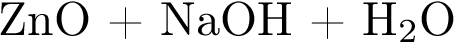 ZnO + NaOH + H₂O